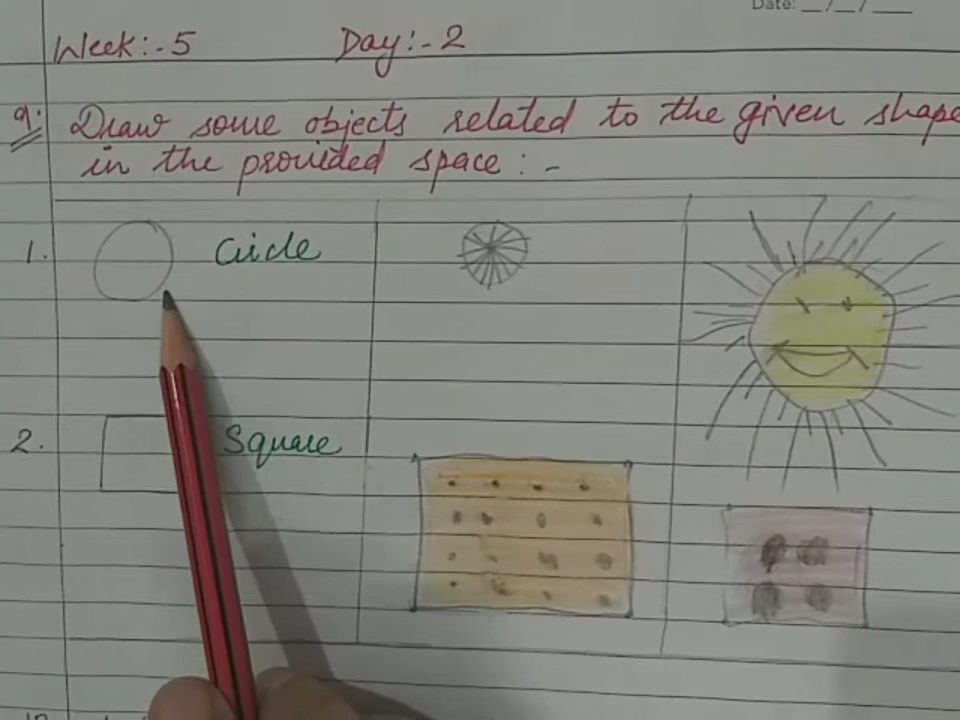 Date: __/__/___
Week:-5 Day:-2
q. Draw some objects related to the given shape
in the provided space :-
1. Circle
2. Square